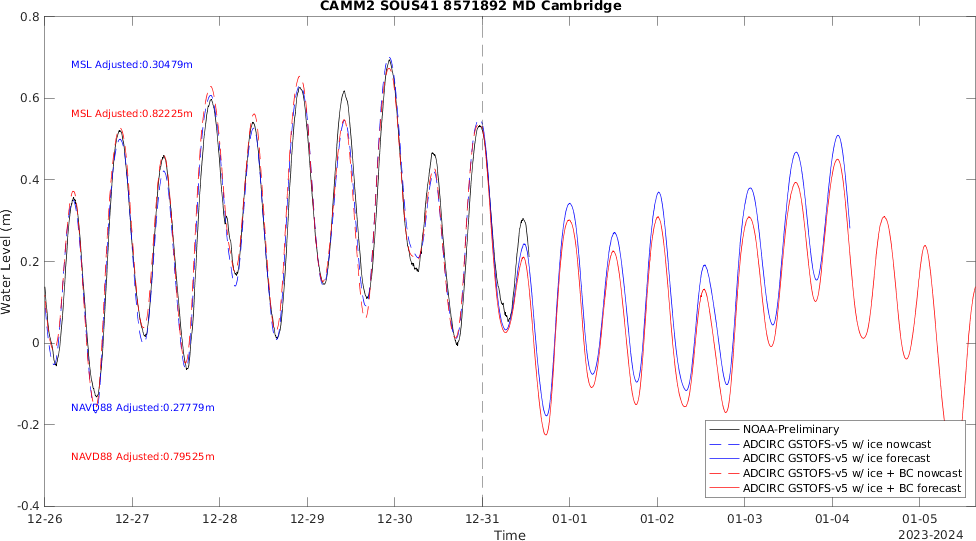 CAMM2 SOUS41 8571892 MD Cambridge
0.8
MSL Adjusted:0.30479m
0.6
MSL Adjusted:0.82225m
0.4
Water Level (m)
0.2
0
NAVD88 Adjusted:0.27779m
-0.2
NAVD88 Adjusted:0.79525m
-0.4
NOAA-Preliminary
ADCIRC GSTOFS-v5 w/ ice nowcast
ADCIRC GSTOFS-v5 w/ ice forecast
ADCIRC GSTOFS-v5 w/ ice + BC nowcast
ADCIRC GSTOFS-v5 w/ ice + BC forecast
12-26 12-27 12-28 12-29 12-30 12-31 01-01 01-02 01-03 01-04 01-05
Time
2023-2024